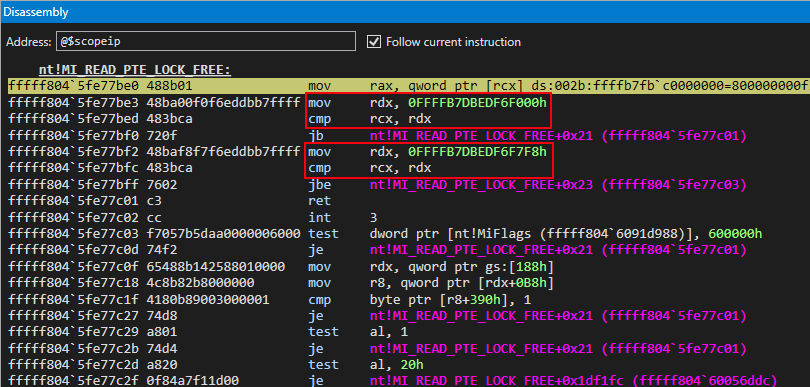 Disassembly
Address: @$scopeip Follow current instruction
nt!MI_READ_PTE_LOCK_FREE:
fffff804`5fe77be0 488b01 mov rax, qword ptr [rcx] ds:002b:ffffb7fb`c0000000=800000000f
fffff804`5fe77be3 48ba00f0f6eddbb7ffff mov rdx, 0FFFFB7DBEDF6F000h
fffff804`5fe77bed 483bca cmp rcx, rdx
fffff804`5fe77bf0 720f jb nt!MI_READ_PTE_LOCK_FREE+0x21 (fffff804`5fe77c01)
fffff804`5fe77bf2 48baf8f7f6eddbb7ffff mov rdx, 0FFFFB7DBEDF6F7F8h
fffff804`5fe77bfc 483bca cmp rcx, rdx
fffff804`5fe77bff 7602 jbe nt!MI_READ_PTE_LOCK_FREE+0x23 (fffff804`5fe77c03)
fffff804`5fe77c01 c3 ret
fffff804`5fe77c02 cc int 3
fffff804`5fe77c03 f7057b5daa0000006000 test dword ptr [nt!MiFlags (fffff804`6091d988)], 600000h
fffff804`5fe77c0d 74f2 je nt!MI_READ_PTE_LOCK_FREE+0x21 (fffff804`5fe77c01)
fffff804`5fe77c0f 65488b142588010000 mov rdx, qword ptr gs:[188h]
fffff804`5fe77c18 4c8b82b8000000 mov r8, qword ptr [rdx+0B8h]
fffff804`5fe77c1f 4180b89003000001 cmp byte ptr [r8+390h], 1
fffff804`5fe77c27 74d8 je nt!MI_READ_PTE_LOCK_FREE+0x21 (fffff804`5fe77c01)
fffff804`5fe77c29 a801 test al, 1
fffff804`5fe77c2b 74d4 je nt!MI_READ_PTE_LOCK_FREE+0x21 (fffff804`5fe77c01)
fffff804`5fe77c2d a820 test al, 20h
fffff804`5fe77c2f 0f84a7f11d00 je nt!MI_READ_PTE_LOCK_FREE+0x1df1fc (fffff804`60056ddc)